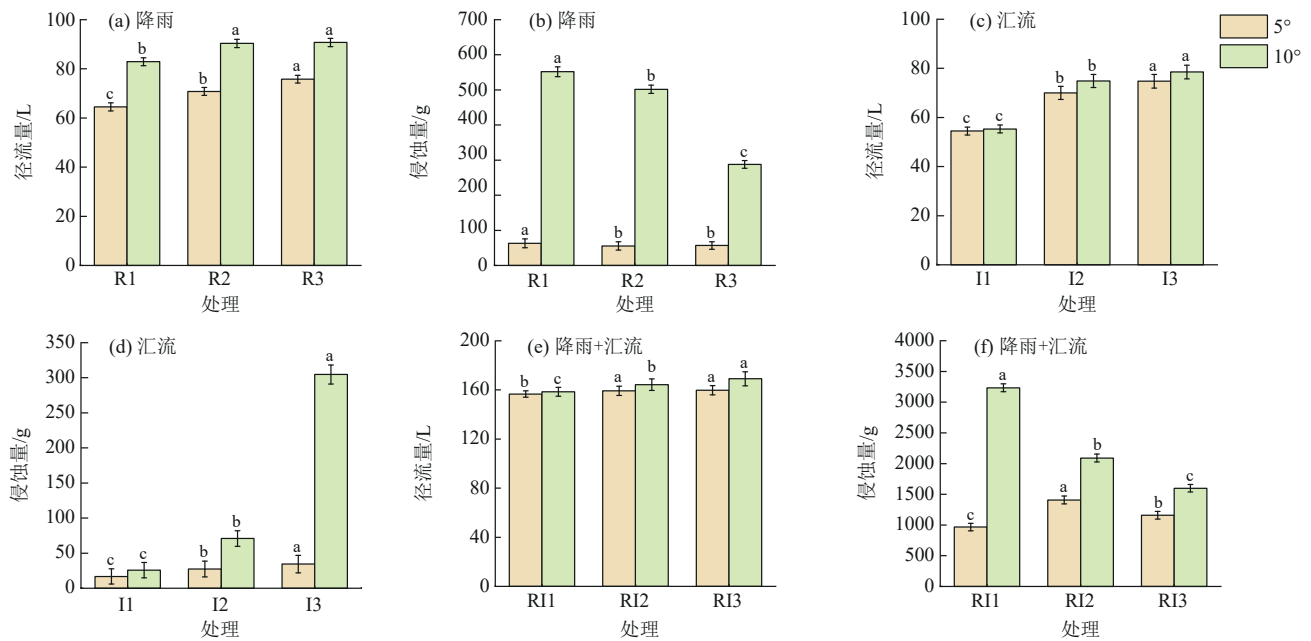 (a) 降雨
100
80
60
40
20
0
径流量/L
c
b
b
a
a
a
R1
R2
R3
处理
(b) 降雨
700
600
500
400
300
200
100
0
侵蚀量/g
a
a
b
b
b
c
R1
R2
R3
处理
(c) 汇流
100
80
60
40
20
0
径流量/L
c
c
b
b
a
a
I1
I2
I3
处理
5°
10°
(d) 汇流
350
300
250
200
150
100
50
0
侵蚀量/g
c
c
b
b
a
a
I1
I2
I3
处理
(e) 降雨+汇流
200
160
120
80
40
0
径流量/L
b
c
a
b
a
a
RI1
RI2
RI3
处理
(f) 降雨+汇流
4000
3500
3000
2500
2000
1500
1000
500
0
侵蚀量/g
c
a
a
b
b
c
RI1
RI2
RI3
处理